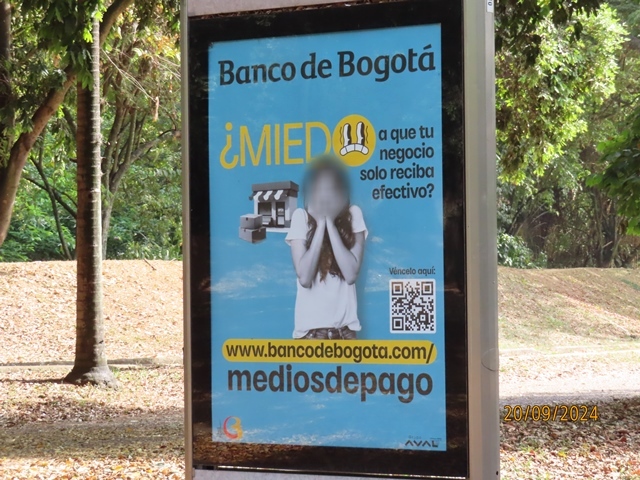 Banco de Bogotá
¿MIEDO
a que tu
negocio
solo reciba
efectivo?
Véncelo aquí:
www.bancodebogota.com/
mediosdepago
AVAL
20/09/2024